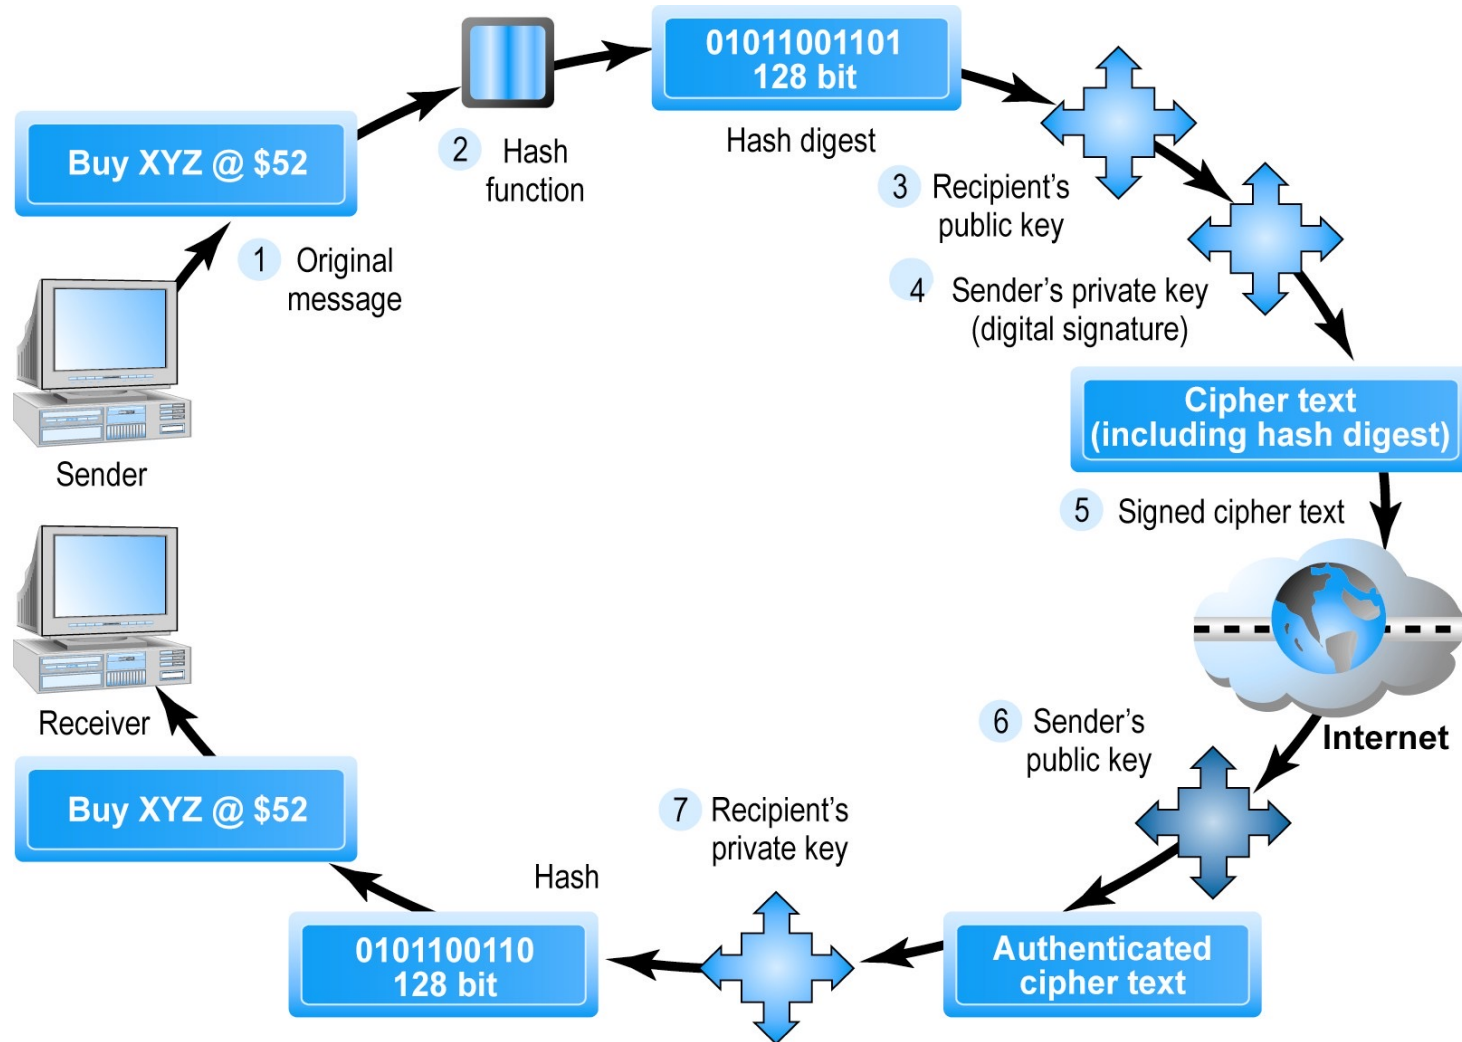 Buy XYZ @ $52
1 Original
message
Sender
2 Hash
function
01011001101
128 bit
Hash digest
3 Recipient's
public key
4 Sender's private key
(digital signature)
Cipher text
(including hash digest)
5 Signed cipher text
Internet
6 Sender's
public key
Authenticated
cipher text
7 Recipient's
private key
Hash
0101100110
128 bit
Buy XYZ @ $52
Receiver